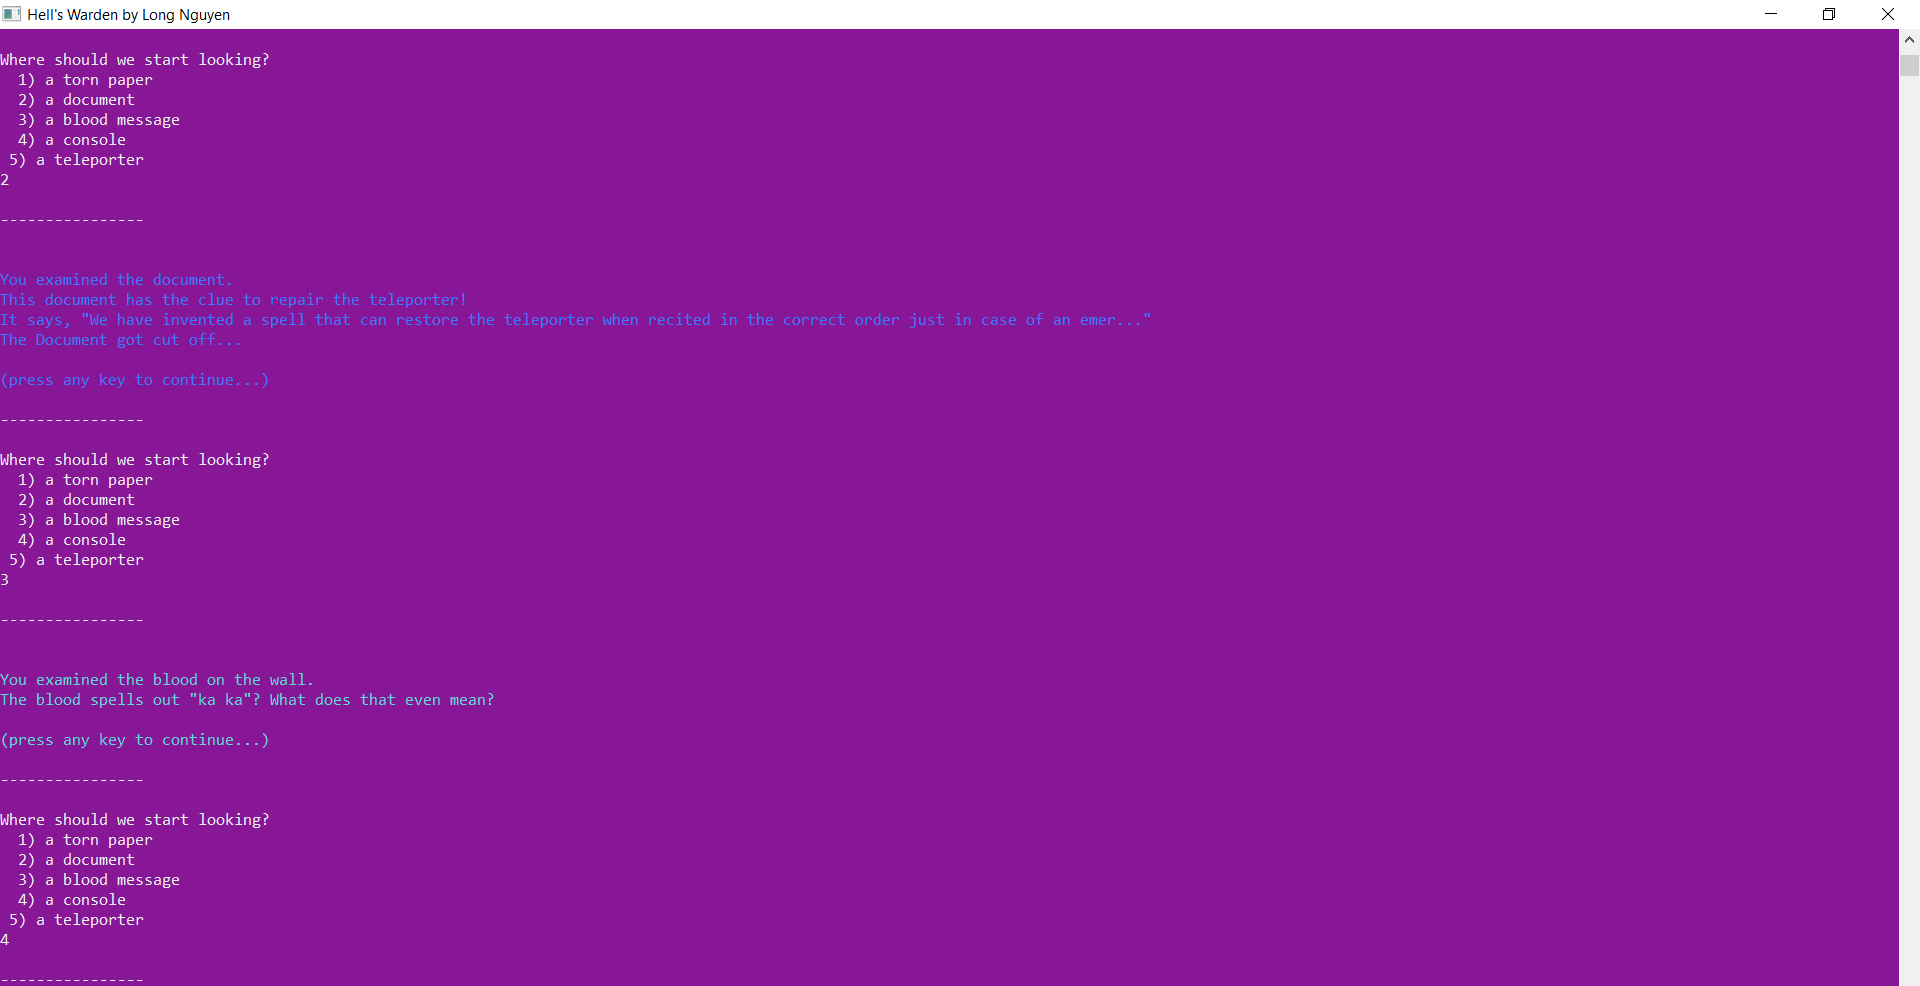 Hell's Warden by Long Nguyen
Where should we start looking?
  1) a torn paper
  2) a document
  3) a blood message
  4) a console
 5) a teleporter
2
----------------
You examined the document.
This document has the clue to repair the teleporter!
It says, "We have invented a spell that can restore the teleporter when recited in the correct order just in case of an emer..."
The Document got cut off...
(press any key to continue...)
----------------
Where should we start looking?
  1) a torn paper
  2) a document
  3) a blood message
  4) a console
 5) a teleporter
3
----------------
You examined the blood on the wall.
The blood spells out "ka ka"? What does that even mean?
(press any key to continue...)
----------------
Where should we start looking?
  1) a torn paper
  2) a document
  3) a blood message
  4) a console
 5) a teleporter
4
----------------